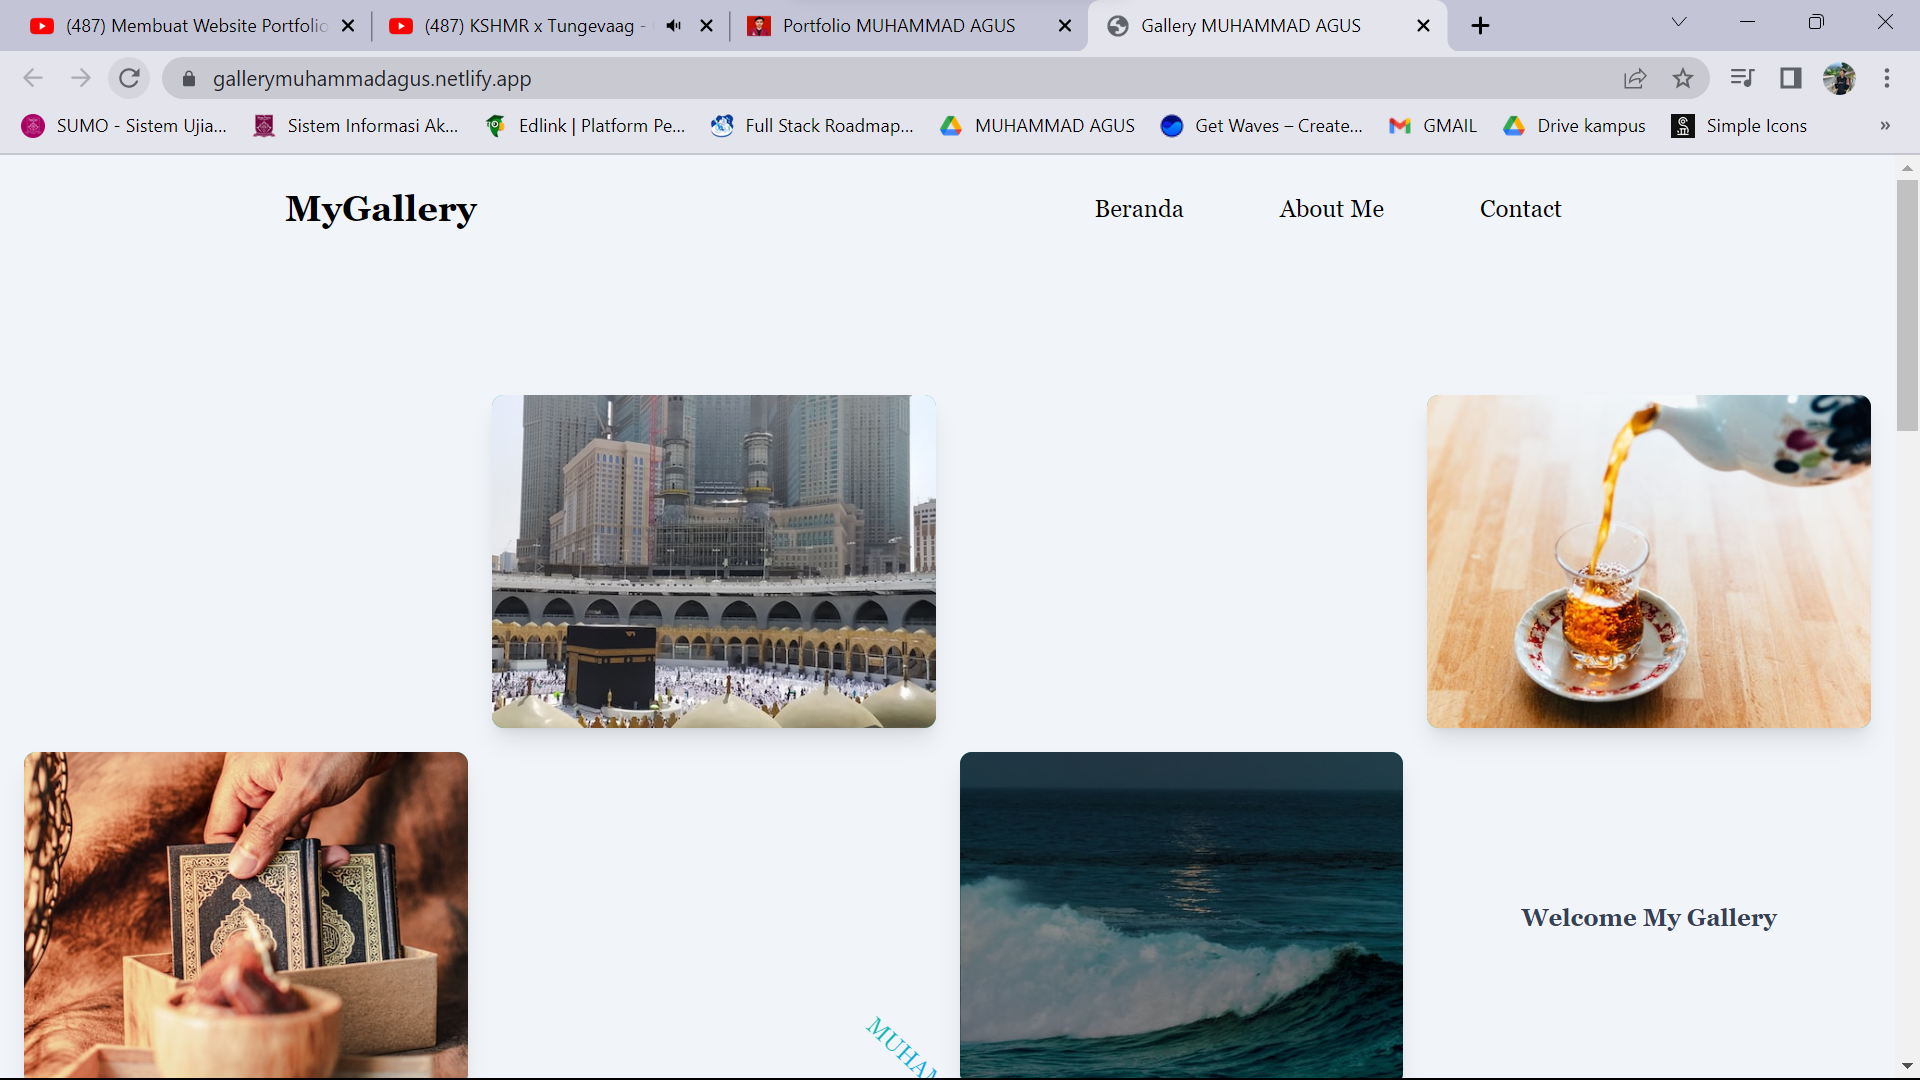 (487) Membuat Website Portfolio
(487) KSHMR x Tungevaag -
Portfolio MUHAMMAD AGUS
Gallery MUHAMMAD AGUS
gallerymuhammadagus.netlify.app
SUMO - Sistem Ujia...
Sistem Informasi Ak...
Edlink | Platform Pe...
Full Stack Roadmap...
MUHAMMAD AGUS
Get Waves – Create...
GMAIL
Drive kampus
Simple Icons
»
MyGallery
Beranda
About Me
Contact
Welcome My Gallery
MUHAM